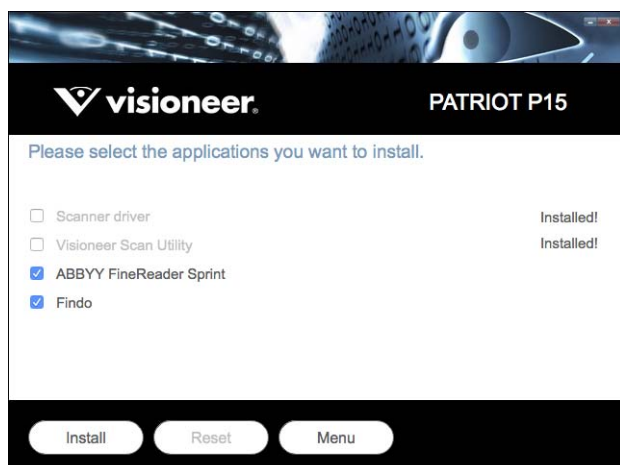 visioneer®
PATRIOT P15
Please select the applications you want to install.
Scanner driver Installed!
Visioneer Scan Utility Installed!
ABBYY FineReader Sprint
Findo
Install Reset Menu